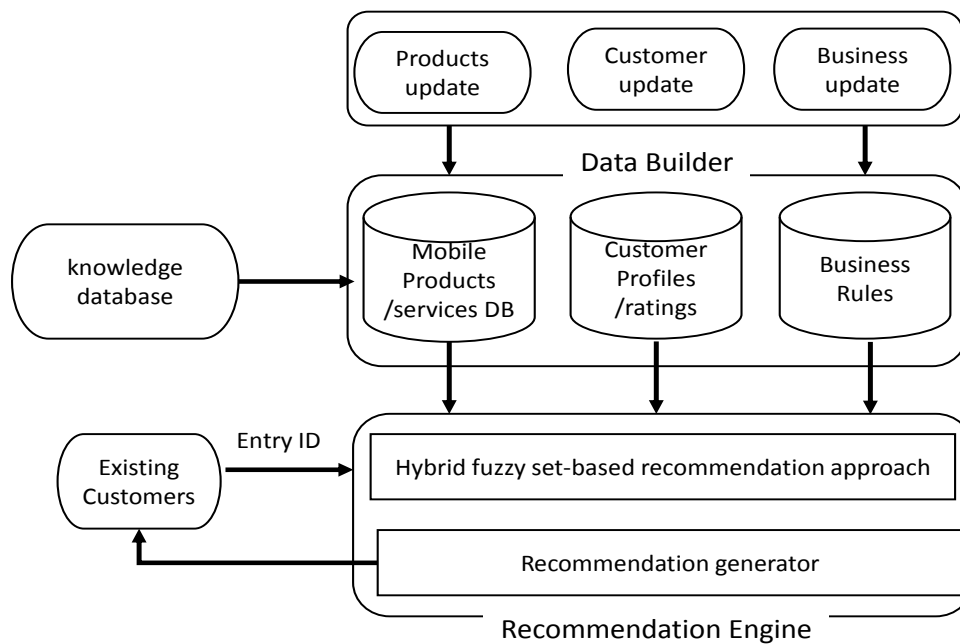 Products
update
Customer
update
Business
update
Data Builder
knowledge
database
Mobile
Products
/services DB
Customer
Profiles
/ratings
Business
Rules
Entry ID
Existing
Customers
Hybrid fuzzy set-based recommendation approach
Recommendation generator
Recommendation Engine